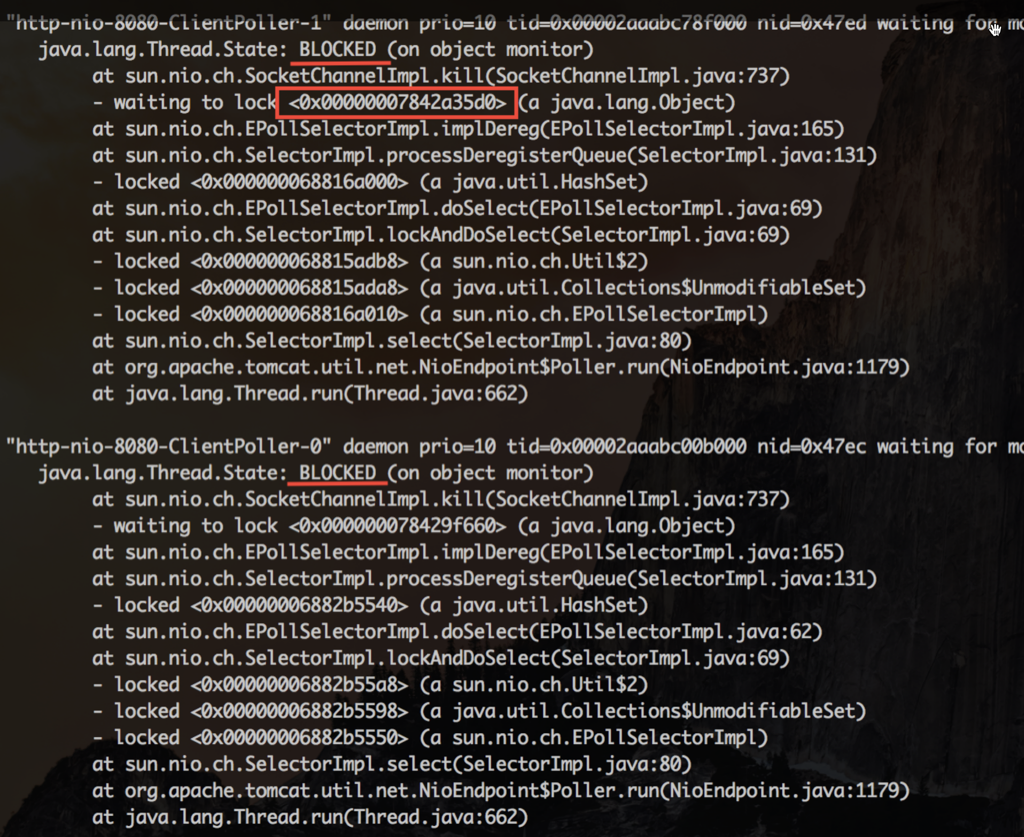 "http-nio-8080-ClientPoller-1" daemon prio=10 tid=0x00002aaabc78f000 nid=0x47ed waiting for mo
java.lang.Thread.State: BLOCKED (on object monitor)
at sun.nio.ch.SocketChannelImpl.kill(SocketChannelImpl.java:737)
- waiting to lock <0x00000007842a35d0> (a java.lang.Object)
at sun.nio.ch.EPollSelectorImpl.implDereg(EPollSelectorImpl.java:165)
at sun.nio.ch.SelectorImpl.processDeregisterQueue(SelectorImpl.java:131)
- locked <0x000000068816a000> (a java.util.HashSet)
at sun.nio.ch.EPollSelectorImpl.doSelect(EPollSelectorImpl.java:69)
at sun.nio.ch.SelectorImpl.lockAndDoSelect(SelectorImpl.java:69)
- locked <0x000000068815adb8> (a sun.nio.ch.Util$2)
- locked <0x000000068815ada8> (a java.util.Collections$UnmodifiableSet)
- locked <0x000000068816a010> (a sun.nio.ch.EPollSelectorImpl)
at sun.nio.ch.SelectorImpl.select(SelectorImpl.java:80)
at org.apache.tomcat.util.net.NioEndpoint$Poller.run(NioEndpoint.java:1179)
at java.lang.Thread.run(Thread.java:662)
"http-nio-8080-ClientPoller-0" daemon prio=10 tid=0x00002aaabc00b000 nid=0x47ec waiting for mo
java.lang.Thread.State: BLOCKED (on object monitor)
at sun.nio.ch.SocketChannelImpl.kill(SocketChannelImpl.java:737)
- waiting to lock <0x000000078429f660> (a java.lang.Object)
at sun.nio.ch.EPollSelectorImpl.implDereg(EPollSelectorImpl.java:165)
at sun.nio.ch.SelectorImpl.processDeregisterQueue(SelectorImpl.java:131)
- locked <0x00000006882b5540> (a java.util.HashSet)
at sun.nio.ch.EPollSelectorImpl.doSelect(EPollSelectorImpl.java:62)
at sun.nio.ch.SelectorImpl.lockAndDoSelect(SelectorImpl.java:69)
- locked <0x00000006882b55a8> (a sun.nio.ch.Util$2)
- locked <0x00000006882b5598> (a java.util.Collections$UnmodifiableSet)
- locked <0x00000006882b5550> (a sun.nio.ch.EPollSelectorImpl)
at sun.nio.ch.SelectorImpl.select(SelectorImpl.java:80)
at org.apache.tomcat.util.net.NioEndpoint$Poller.run(NioEndpoint.java:1179)
at java.lang.Thread.run(Thread.java:662)